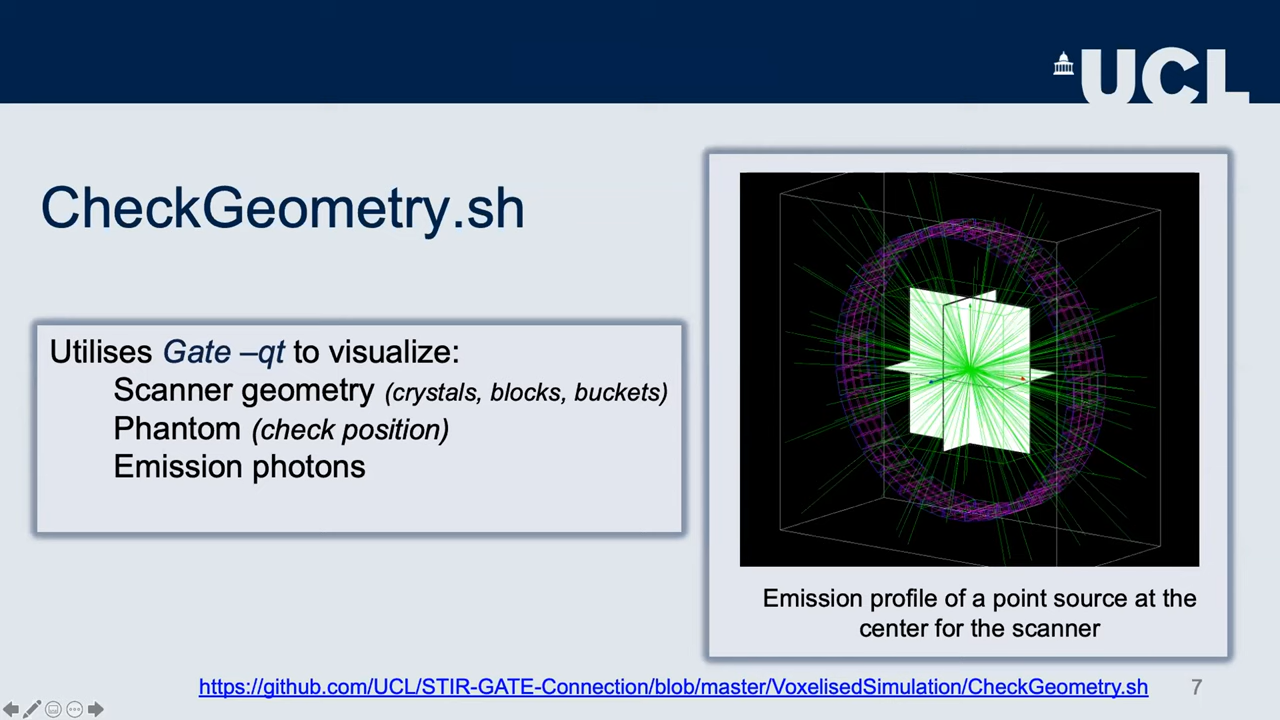 UCL
CheckGeometry.sh
Utilises Gate –qt to visualize:
Scanner geometry (crystals, blocks, buckets)
Phantom (check position)
Emission photons
Emission profile of a point source at the
center for the scanner
https://github.com/UCL/STIR-GATE-Connection/blob/master/VoxelisedSimulation/CheckGeometry.sh
7